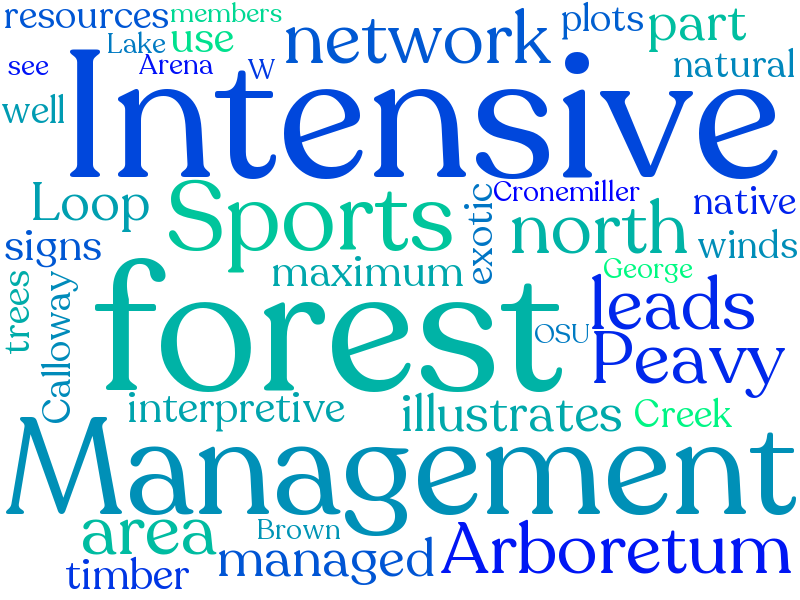 resources members
Lake use network plots part
see Arena W natural
well Intensive
Loop Sports exotic Cronemiller native
signs north winds
maximum George
trees Calloway forest OSU leads
Peavy
interpretive illustrates Creek
Management
area Brown Arboretum
timber managed